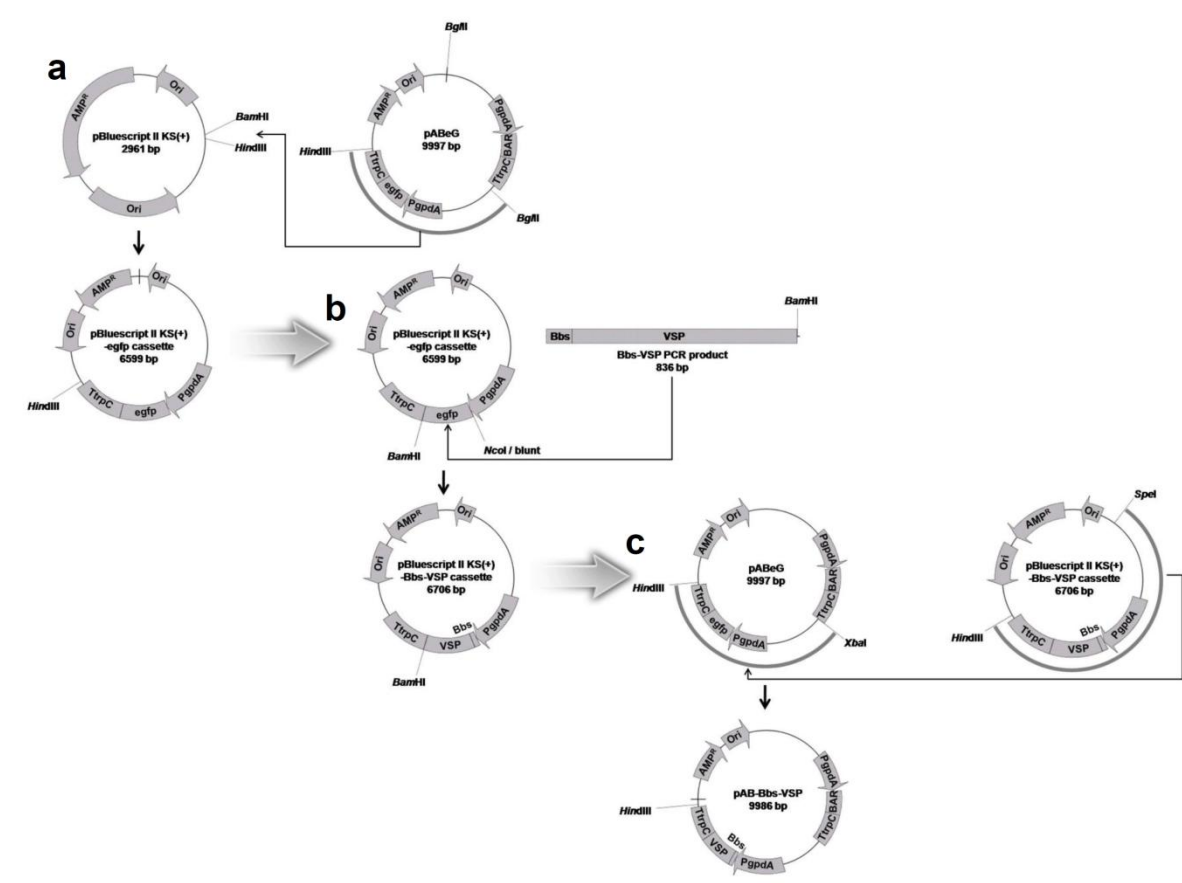 a
BglII
AMPR
Ori
BamHI
HindIII
pBluescript II KS(+)
2961 bp
Ori
AMPR
Ori
PgpdA
BAR
TtrpC
pABeG
9997 bp
HindIII
TtrpC
egfp
PgpdA
BglII
b
AMPR
Ori
Ori
pBluescript II KS(+)
-egfp cassette
6599 bp
HindIII
TtrpC
egfp
PgpdA
AMPR
Ori
Ori
pBluescript II KS(+)
-egfp cassette
6599 bp
TtrpC
egfp
PgpdA
BamHI
NcoI / blunt
BamHI
Bbs
VSP
Bbs-VSP PCR product
836 bp
c
AMPR
Ori
Ori
pBluescript II KS(+)
-Bbs-VSP cassette
6706 bp
TtrpC
VSP
Bbs
PgpdA
BamHI
AMPR
Ori
PgpdA
BAR
TtrpC
pABeG
9997 bp
HindIII
TtrpC
egfp
PgpdA
XbaI
SpeI
AMPR
Ori
Ori
pBluescript II KS(+)
-Bbs-VSP cassette
6706 bp
HindIII
TtrpC
VSP
Bbs
PgpdA
AMPR
Ori
PgpdA
BAR
TtrpC
pAB-Bbs-VSP
9986 bp
HindIII
TtrpC
VSP
Bbs
PgpdA